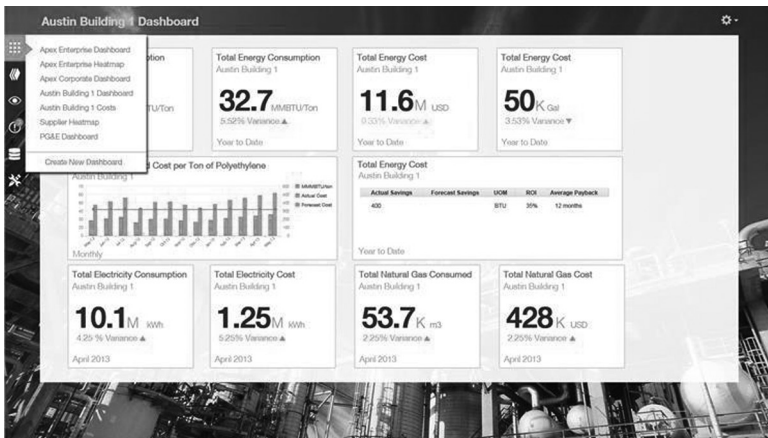 Austin Building 1 Dashboard
Apex Enterprise Dashboard
Apex Enterprise Heatmap
Apex Corporate Dashboard
Austin Building 1 Dashboard
Austin Building 1 Costs
Supplier Heatmap
PG&E Dashboard
Create New Dashboard
Total Energy Consumption
Austin Building 1
32.7 MMBTU/Ton
5.52% Variance ▲
Year to Date
Total Energy Cost
Austin Building 1
11.6M USD
0.33% Variance ▲
Year to Date
Total Energy Cost
Austin Building 1
50K Gal
3.53% Variance ▼
Year to Date
Cost per Ton of Polyethylene
Austin Building 1
MMMBTU/ton
Actual Cost
Forecast Cost
Monthly
Total Energy Cost
Austin Building 1
Actual Savings Forecast Savings UOM ROI Average Payback
400 BTU 35% 12 months
Year to Date
Total Electricity Consumption
Austin Building 1
10.1M kWh
4.25 % Variance ▲
April 2013
Total Electricity Cost
Austin Building 1
1.25M kWh
5.25% Variance ▲
April 2013
Total Natural Gas Consumed
Austin Building 1
53.7K m3
2.25% Variance ▲
April 2013
Total Natural Gas Cost
Austin Building 1
428K USD
2.25% Variance ▲
April 2013